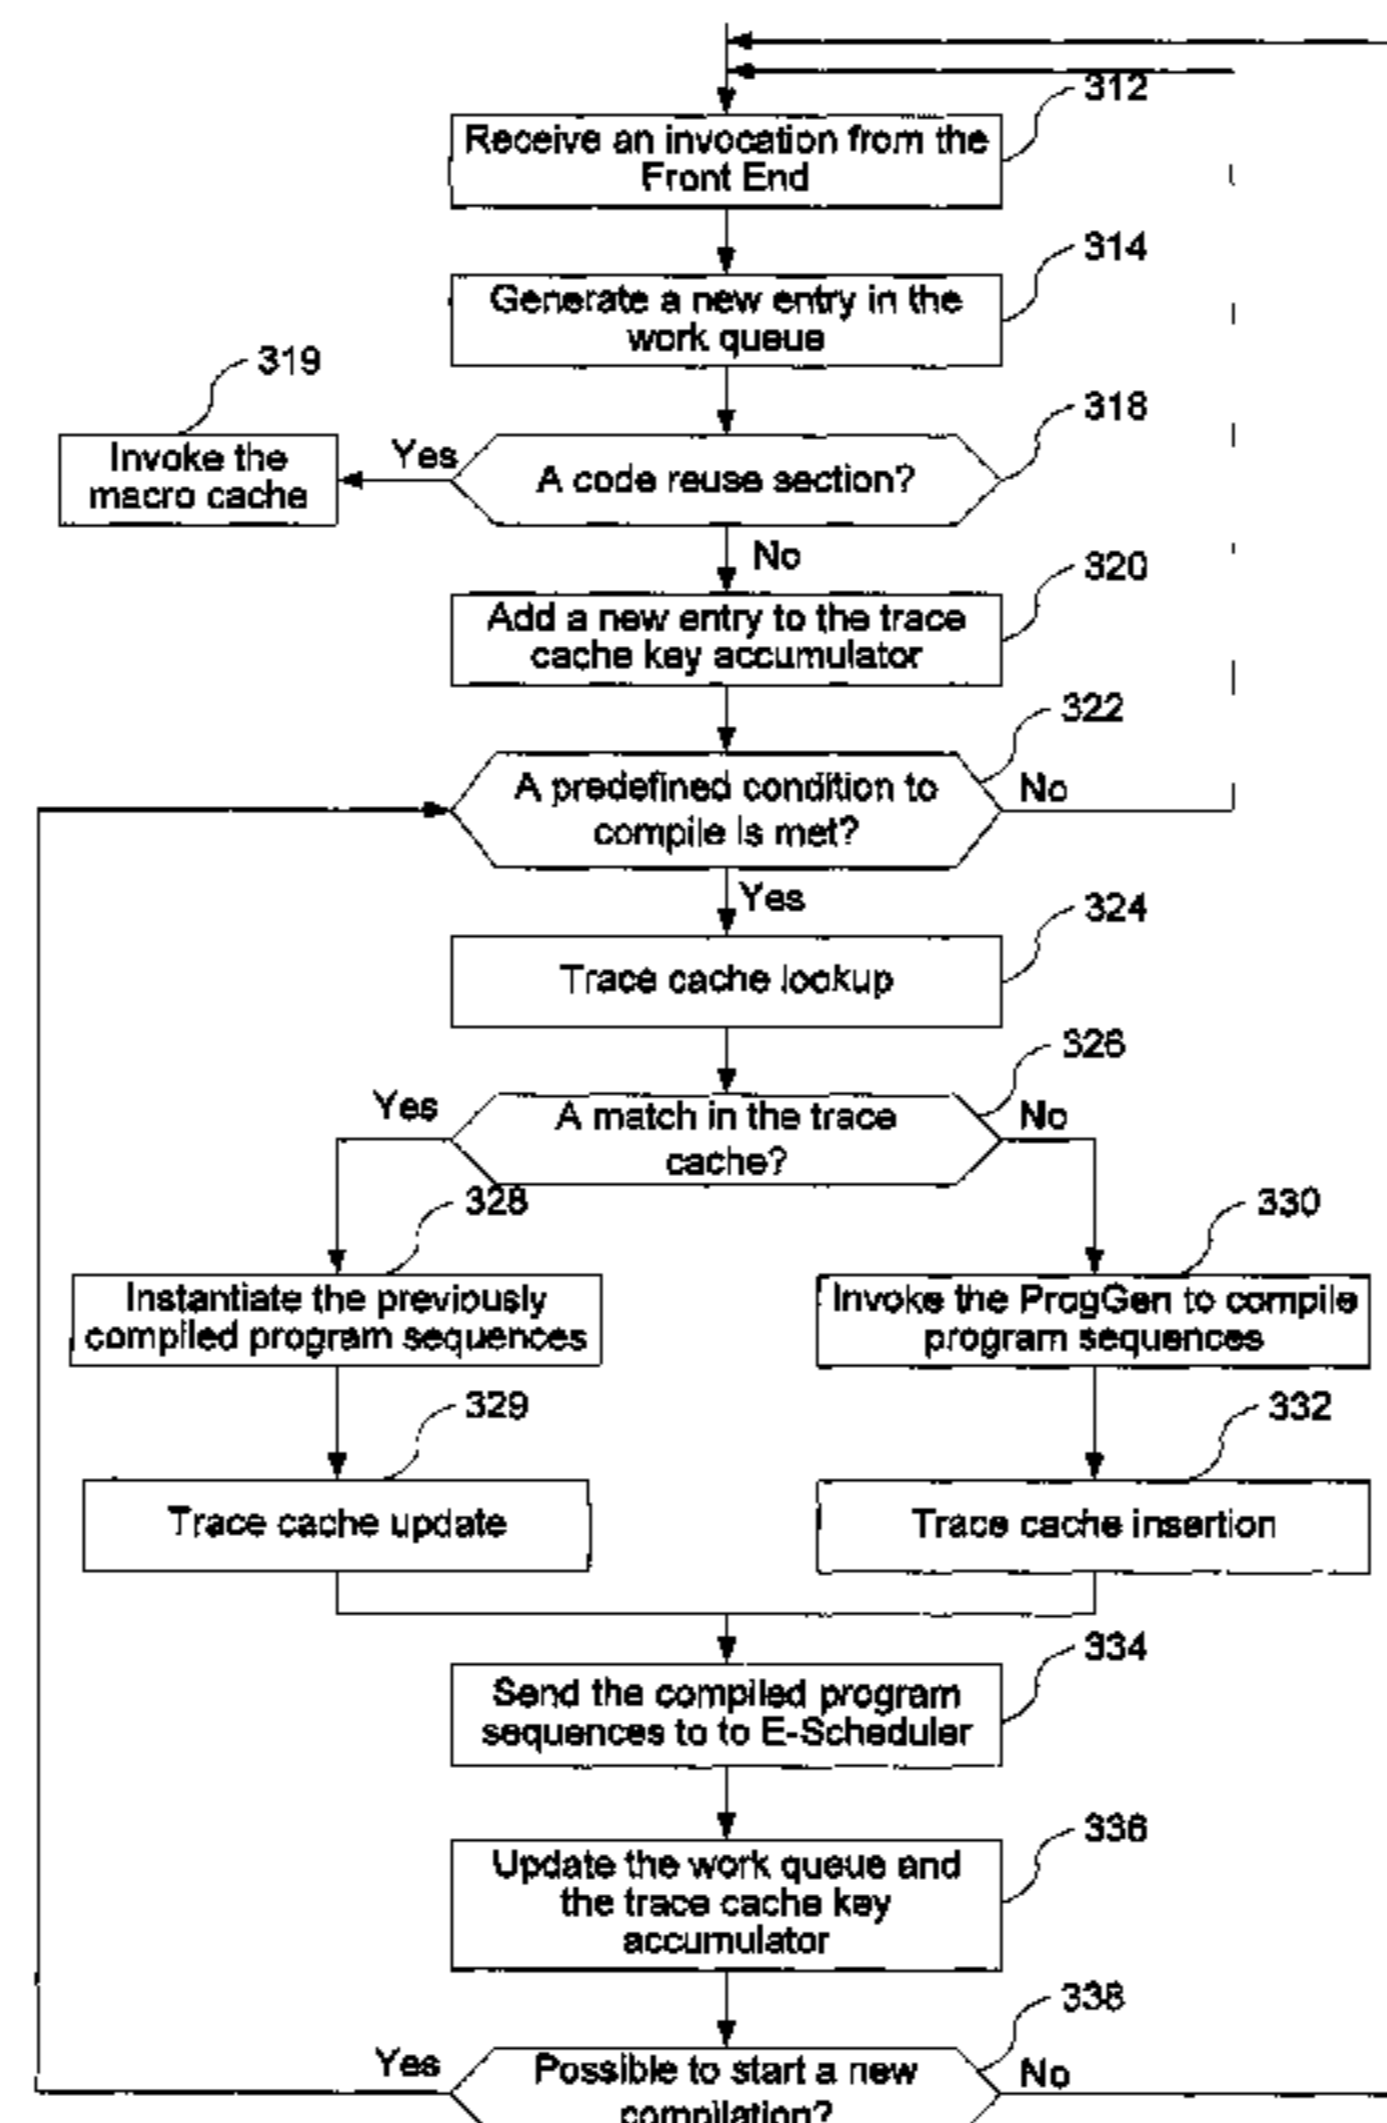 312
Receive an invocation from the
Front End
314
Generate a new entry in the
work queue
319
318
Invoke the
macro cache
Yes
A code reuse section?
No
320
Add a new entry to the trace
cache key accumulator
322
A predefined condition to
compile is met?
No
Yes
324
Trace cache lookup
326
Yes
A match in the trace
cache?
No
328
330
Instantiate the previously
compiled program sequences
Invoke the ProgGen to compile
program sequences
329
332
Trace cache update
Trace cache insertion
334
Send the compiled program
sequences to to E-Scheduler
336
Update the work queue and
the trace cache key
accumulator
338
Yes
Possible to start a new
compilation?
No